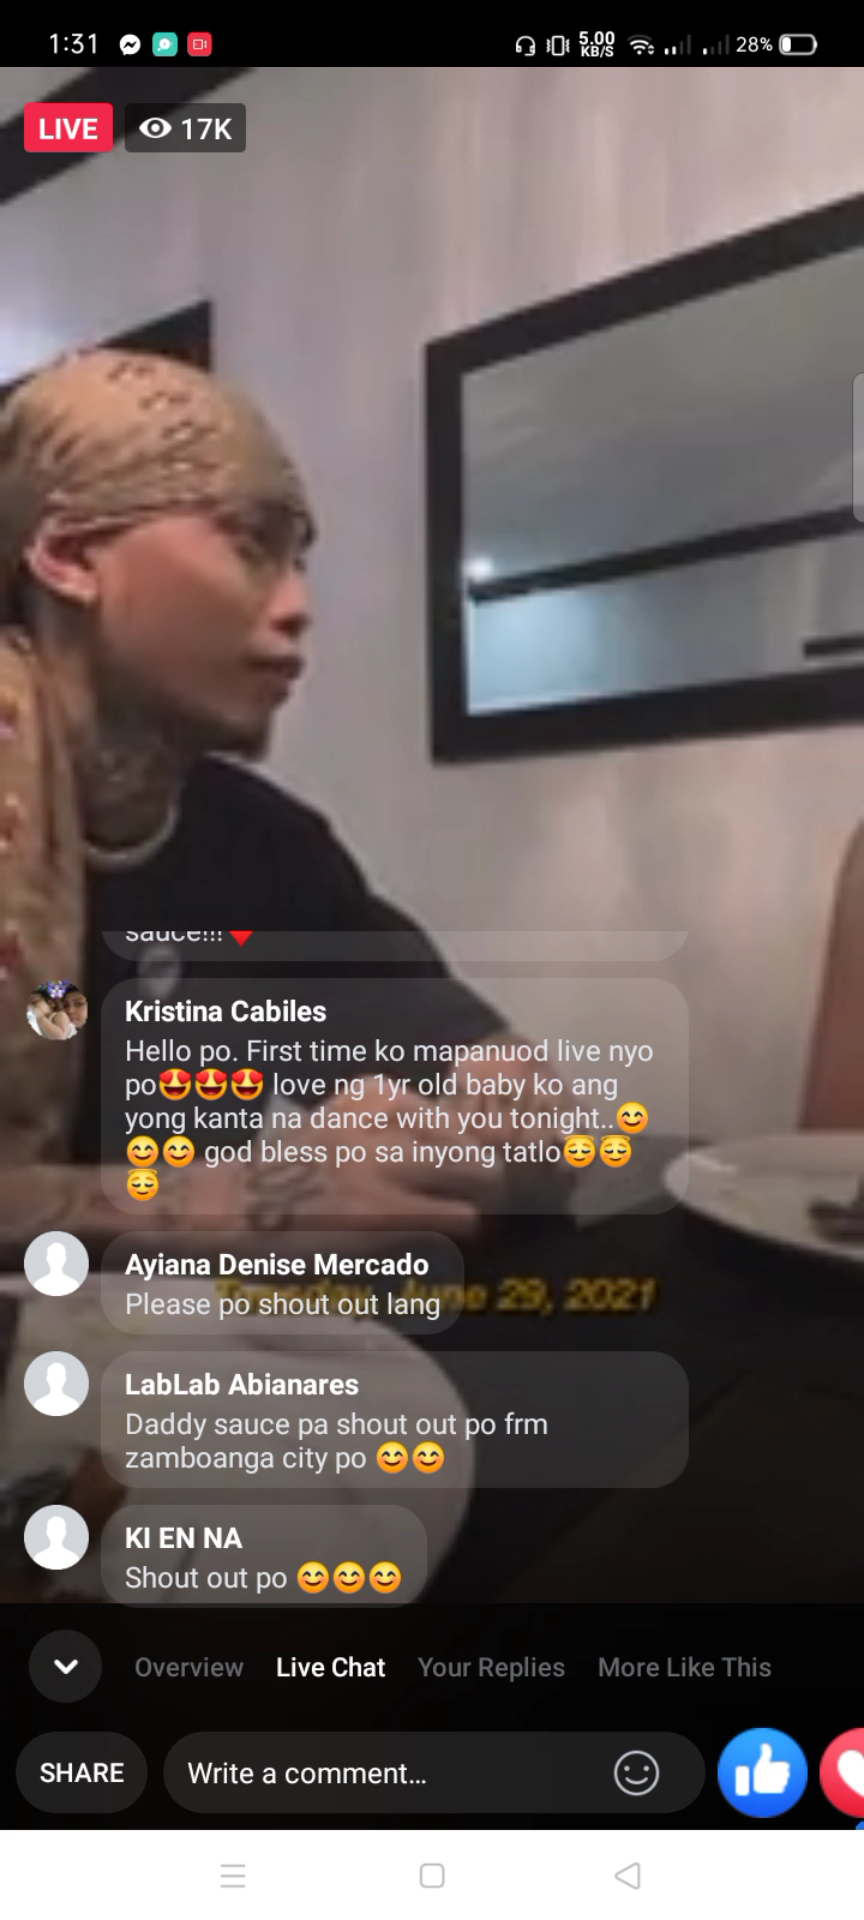 1:31
5.00
KB/S
28%
LIVE
17K
sauce!!! ❤
Kristina Cabiles
Hello po. First time ko mapanuod live nyo
po😍😍😍 love ng 1yr old baby ko ang
yong kanta na dance with you tonight..😊
😊😊 god bless po sa inyong tatlo😇😇
😇
Ayiana Denise Mercado
Please po shout out lang
June 29, 2021
LabLab Abianares
Daddy sauce pa shout out po frm
zamboanga city po 😊😊
KI EN NA
Shout out po 😊😊😊
Overview
Live Chat
Your Replies
More Like This
SHARE
Write a comment...